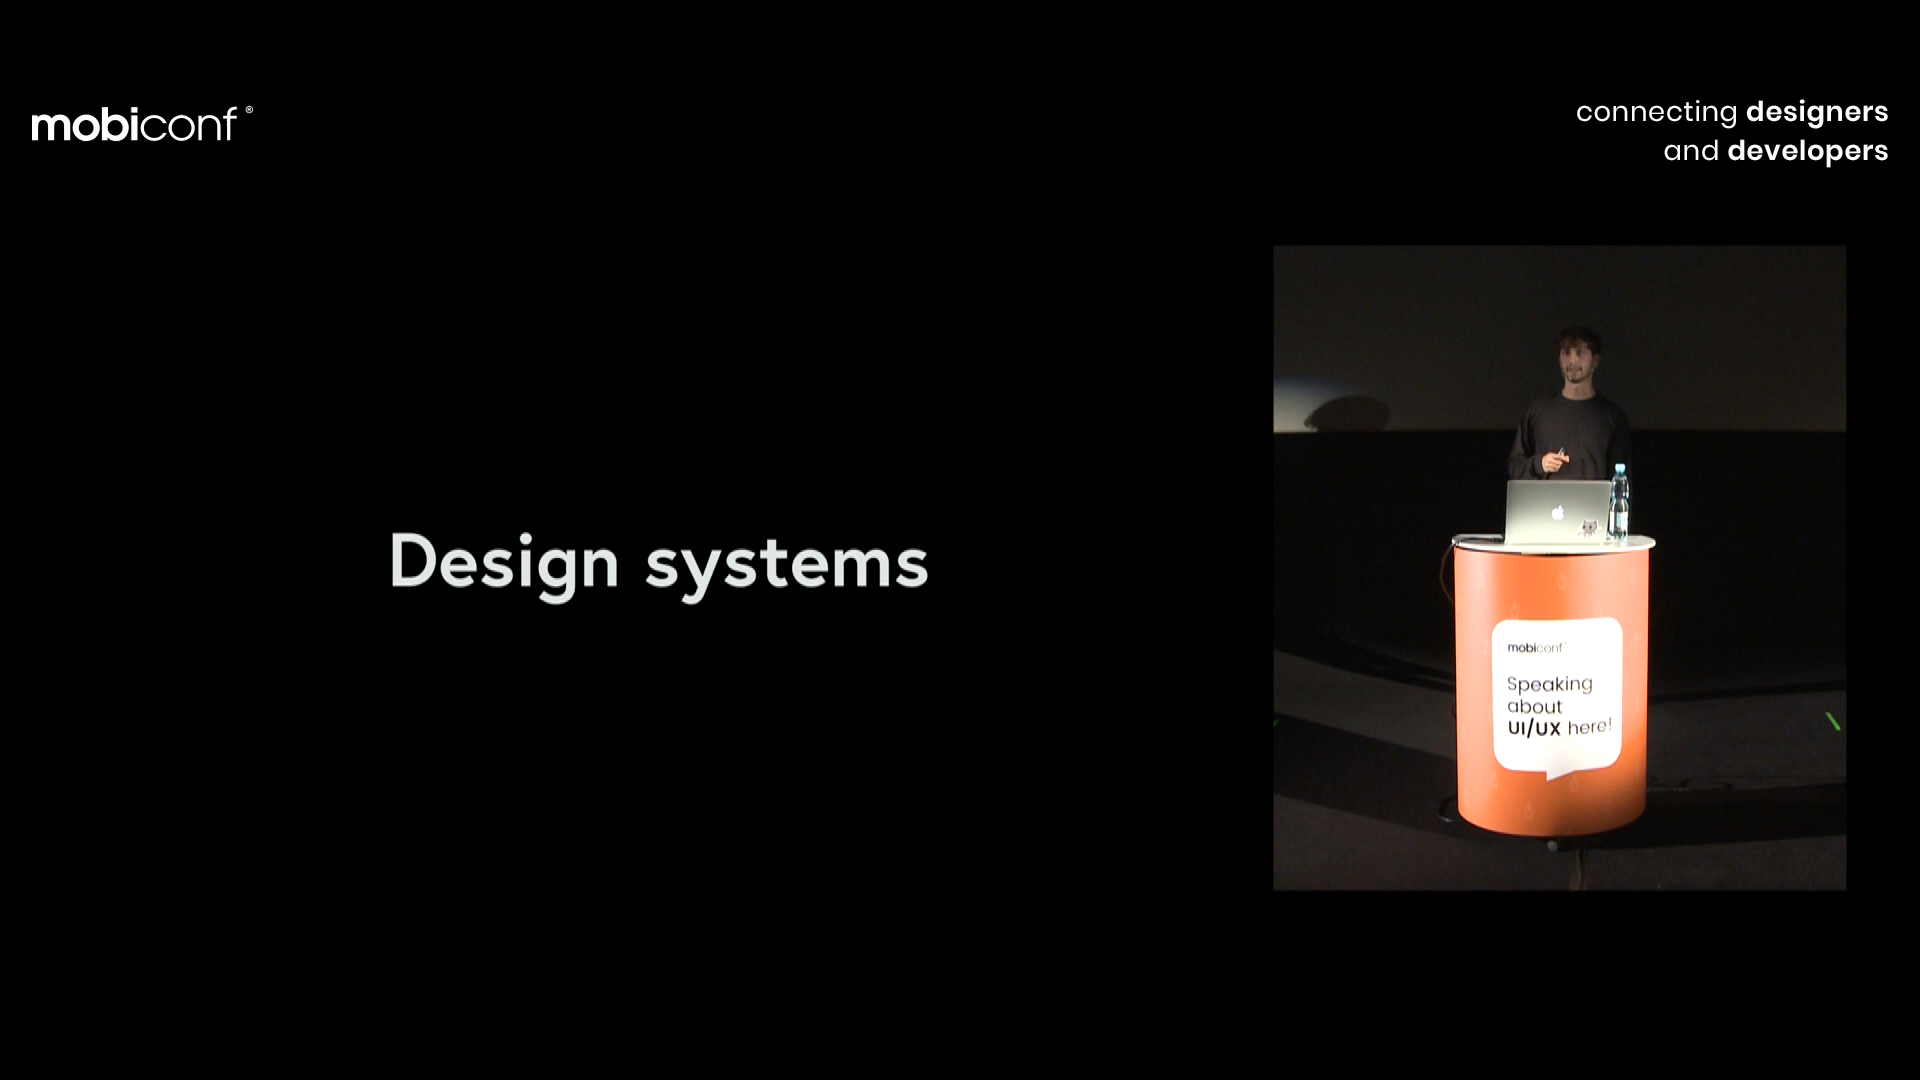 mobiconf®
connecting designers
and developers
Design systems
mobiconf
Speaking
about
UI/UX here!